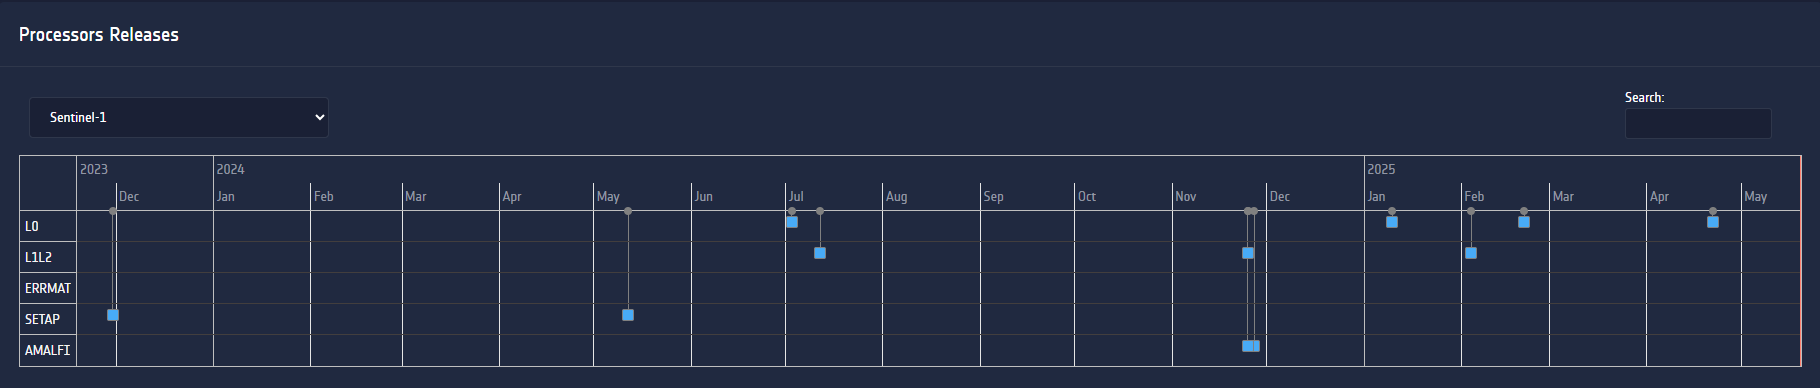 Processors Releases
Search:
Sentinel-1
2023 2024 2025
Dec Jan Feb Mar Apr May Jun Jul Aug Sep Oct Nov Dec Jan Feb Mar Apr May
L0
L1L2
ERRMAT
SETAP
AMALFI